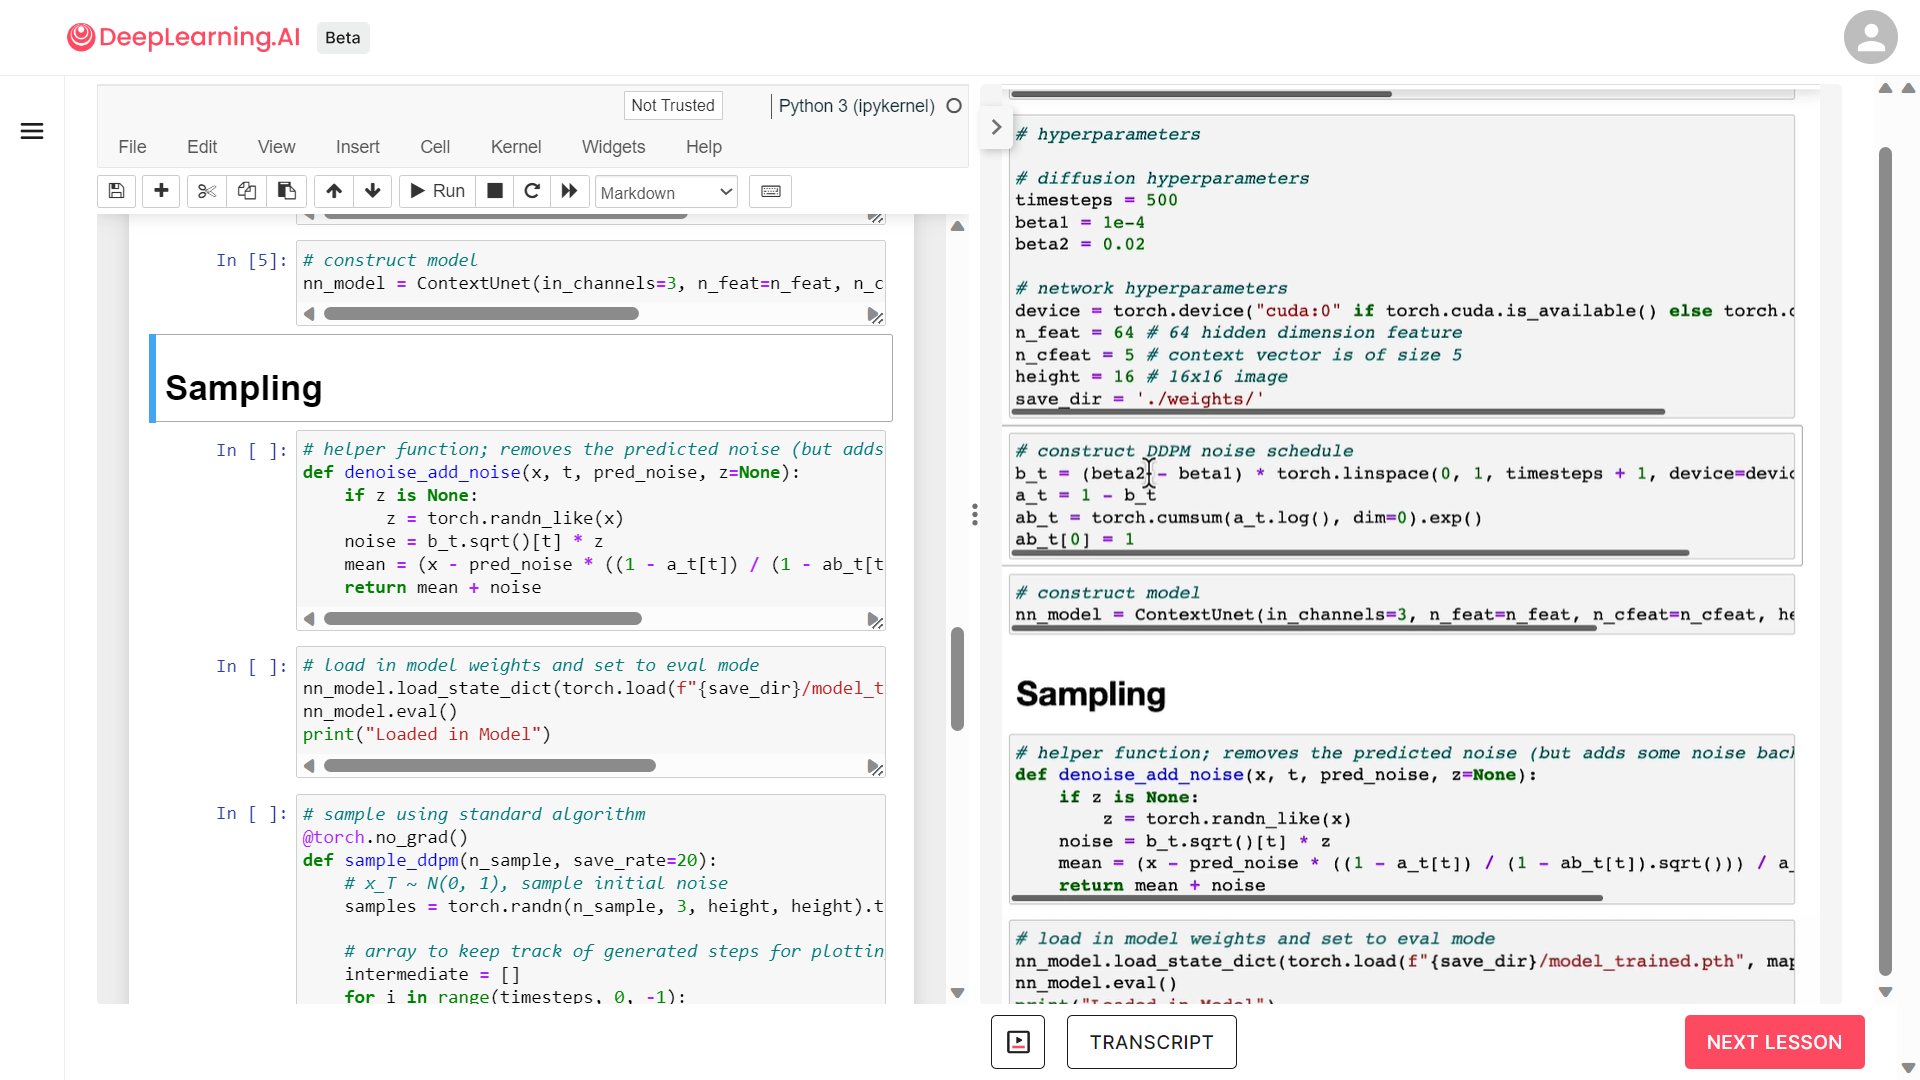 DeepLearning.AI Beta
Not Trusted Python 3 (ipykernel)
File Edit View Insert Cell Kernel Widgets Help
Run Markdown
In [5]: # construct model
nn_model = ContextUnet(in_channels=3, n_feat=n_feat, n_c
Sampling
In [ ]: # helper function; removes the predicted noise (but adds
def denoise_add_noise(x, t, pred_noise, z=None):
    if z is None:
        z = torch.randn_like(x)
    noise = b_t.sqrt()[t] * z
    mean = (x - pred_noise * ((1 - a_t[t]) / (1 - ab_t[t
    return mean + noise
In [ ]: # load in model weights and set to eval mode
nn_model.load_state_dict(torch.load(f"{save_dir}/model_t
nn_model.eval()
print("Loaded in Model")
In [ ]: # sample using standard algorithm
@torch.no_grad()
def sample_ddpm(n_sample, save_rate=20):
    # x_T ~ N(0, 1), sample initial noise
    samples = torch.randn(n_sample, 3, height, height).t
    # array to keep track of generated steps for plottin
    intermediate = []
    for i in range(timesteps, 0, -1):
# hyperparameters
# diffusion hyperparameters
timesteps = 500
beta1 = 1e-4
beta2 = 0.02
# network hyperparameters
device = torch.device("cuda:0" if torch.cuda.is_available() else torch.c
n_feat = 64 # 64 hidden dimension feature
n_cfeat = 5 # context vector is of size 5
height = 16 # 16x16 image
save_dir = './weights/'
# construct DDPM noise schedule
b_t = (beta2 - beta1) * torch.linspace(0, 1, timesteps + 1, device=devic
a_t = 1 - b_t
ab_t = torch.cumsum(a_t.log(), dim=0).exp()
ab_t[0] = 1
# construct model
nn_model = ContextUnet(in_channels=3, n_feat=n_feat, n_cfeat=n_cfeat, he
Sampling
# helper function; removes the predicted noise (but adds some noise back
def denoise_add_noise(x, t, pred_noise, z=None):
    if z is None:
        z = torch.randn_like(x)
    noise = b_t.sqrt()[t] * z
    mean = (x - pred_noise * ((1 - a_t[t]) / (1 - ab_t[t]).sqrt())) / a_
    return mean + noise
# load in model weights and set to eval mode
nn_model.load_state_dict(torch.load(f"{save_dir}/model_trained.pth", map
nn_model.eval()
print("Loaded in Model")
TRANSCRIPT
NEXT LESSON